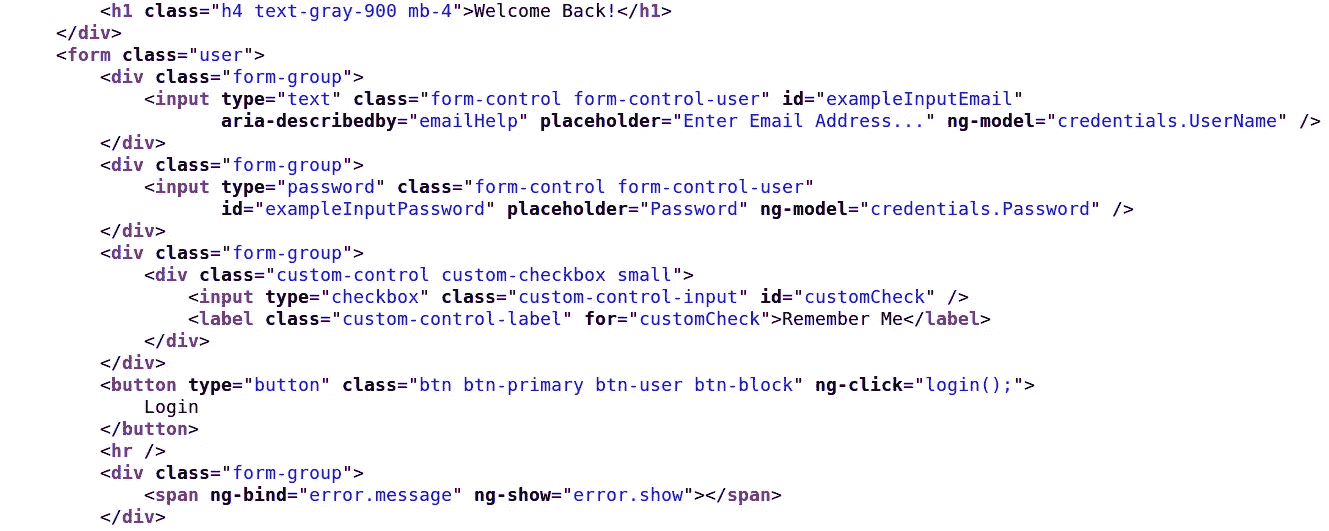 <h1 class="h4 text-gray-900 mb-4">Welcome Back!</h1>
</div>
<form class="user">
<div class="form-group">
<input type="text" class="form-control form-control-user" id="exampleInputEmail"
aria-describedby="emailHelp" placeholder="Enter Email Address..." ng-model="credentials.UserName" />
</div>
<div class="form-group">
<input type="password" class="form-control form-control-user"
id="exampleInputPassword" placeholder="Password" ng-model="credentials.Password" />
</div>
<div class="form-group">
<div class="custom-control custom-checkbox small">
<input type="checkbox" class="custom-control-input" id="customCheck" />
<label class="custom-control-label" for="customCheck">Remember Me</label>
</div>
</div>
<button type="button" class="btn btn-primary btn-user btn-block" ng-click="login();">
Login
</button>
<hr />
<div class="form-group">
<span ng-bind="error.message" ng-show="error.show"></span>
</div>